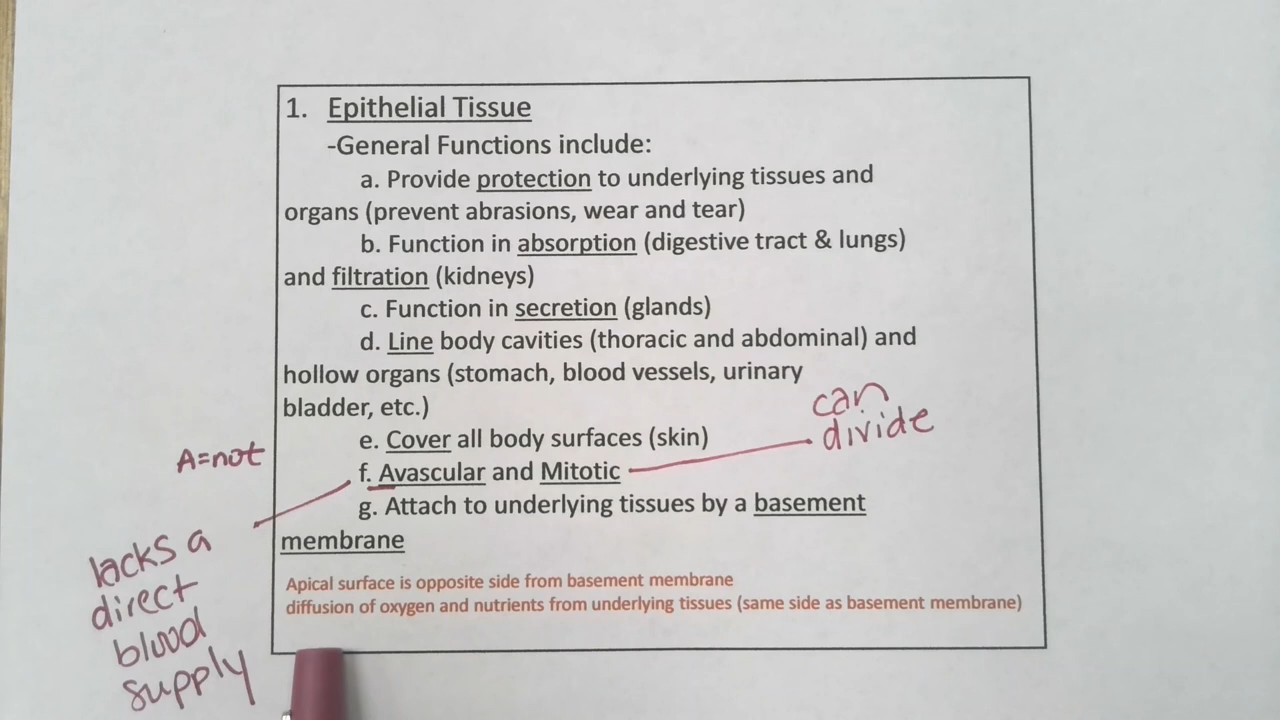 1. Epithelial Tissue
-General Functions include:
a. Provide protection to underlying tissues and
organs (prevent abrasions, wear and tear)
b. Function in absorption (digestive tract & lungs)
and filtration (kidneys)
c. Function in secretion (glands)
d. Line body cavities (thoracic and abdominal) and
hollow organs (stomach, blood vessels, urinary
bladder, etc.)
can
divide
e. Cover all body surfaces (skin)
A=not
f. Avascular and Mitotic
g. Attach to underlying tissues by a basement
membrane
lacks a
direct
blood
supply
Apical surface is opposite side from basement membrane
diffusion of oxygen and nutrients from underlying tissues (same side as basement membrane)